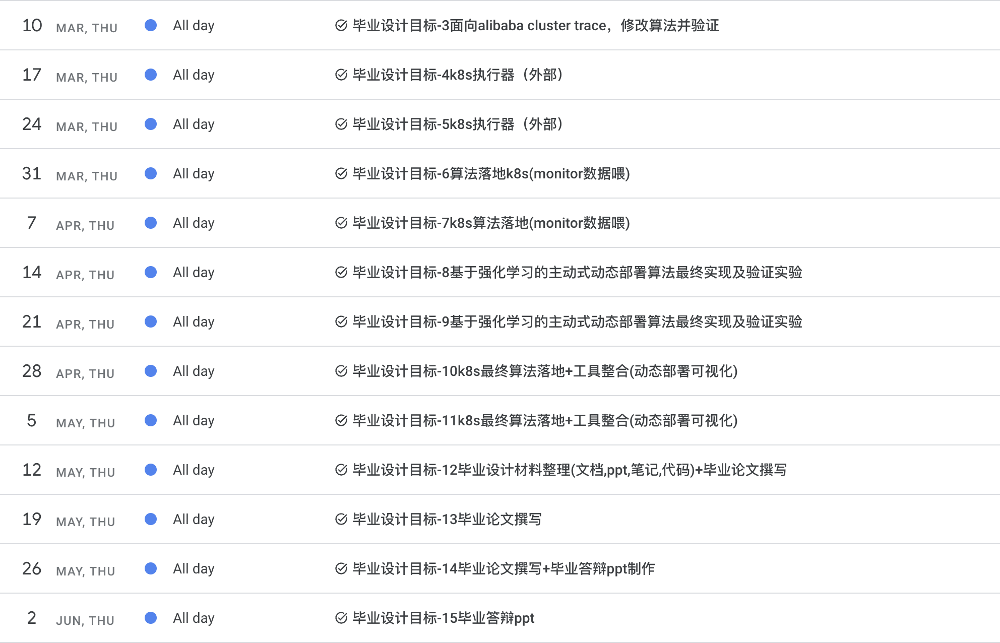 10 MAR, THU All day 毕业设计目标-3面向alibaba cluster trace，修改算法并验证
17 MAR, THU All day 毕业设计目标-4k8s执行器（外部）
24 MAR, THU All day 毕业设计目标-5k8s执行器（外部）
31 MAR, THU All day 毕业设计目标-6算法落地k8s(monitor数据喂)
7 APR, THU All day 毕业设计目标-7k8s算法落地(monitor数据喂)
14 APR, THU All day 毕业设计目标-8基于强化学习的主动式动态部署算法最终实现及验证实验
21 APR, THU All day 毕业设计目标-9基于强化学习的主动式动态部署算法最终实现及验证实验
28 APR, THU All day 毕业设计目标-10k8s最终算法落地+工具整合(动态部署可视化)
5 MAY, THU All day 毕业设计目标-11k8s最终算法落地+工具整合(动态部署可视化)
12 MAY, THU All day 毕业设计目标-12毕业设计材料整理(文档,ppt,笔记,代码)+毕业论文撰写
19 MAY, THU All day 毕业设计目标-13毕业论文撰写
26 MAY, THU All day 毕业设计目标-14毕业论文撰写+毕业答辩ppt制作
2 JUN, THU All day 毕业设计目标-15毕业答辩ppt